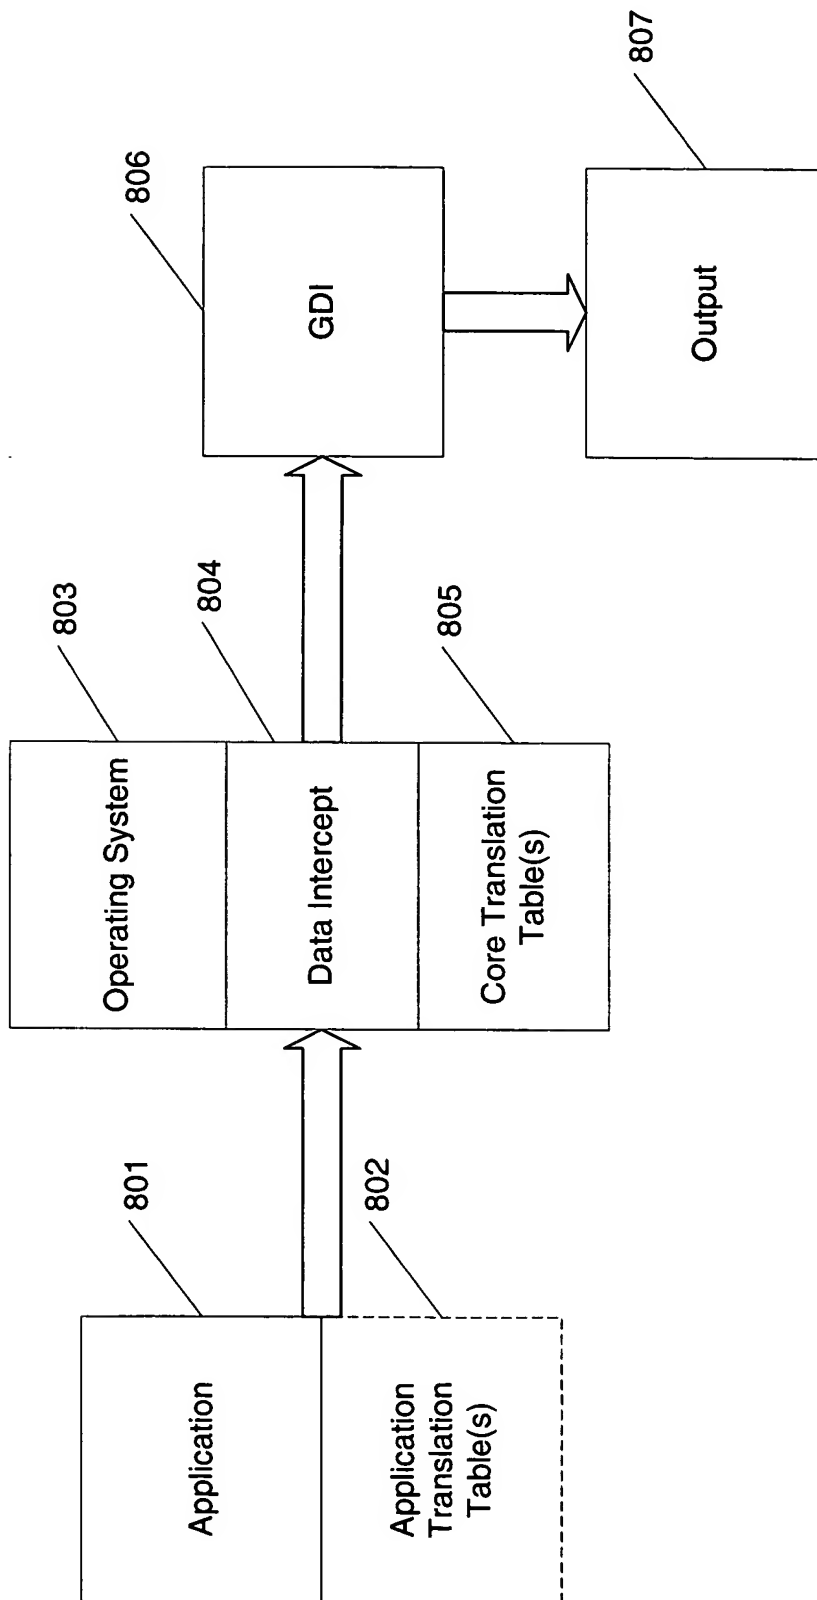 Application
801
Application
Translation
Table(s)
802
Operating System
803
Data Intercept
804
Core Translation
Table(s)
805
GDI
806
Output
807